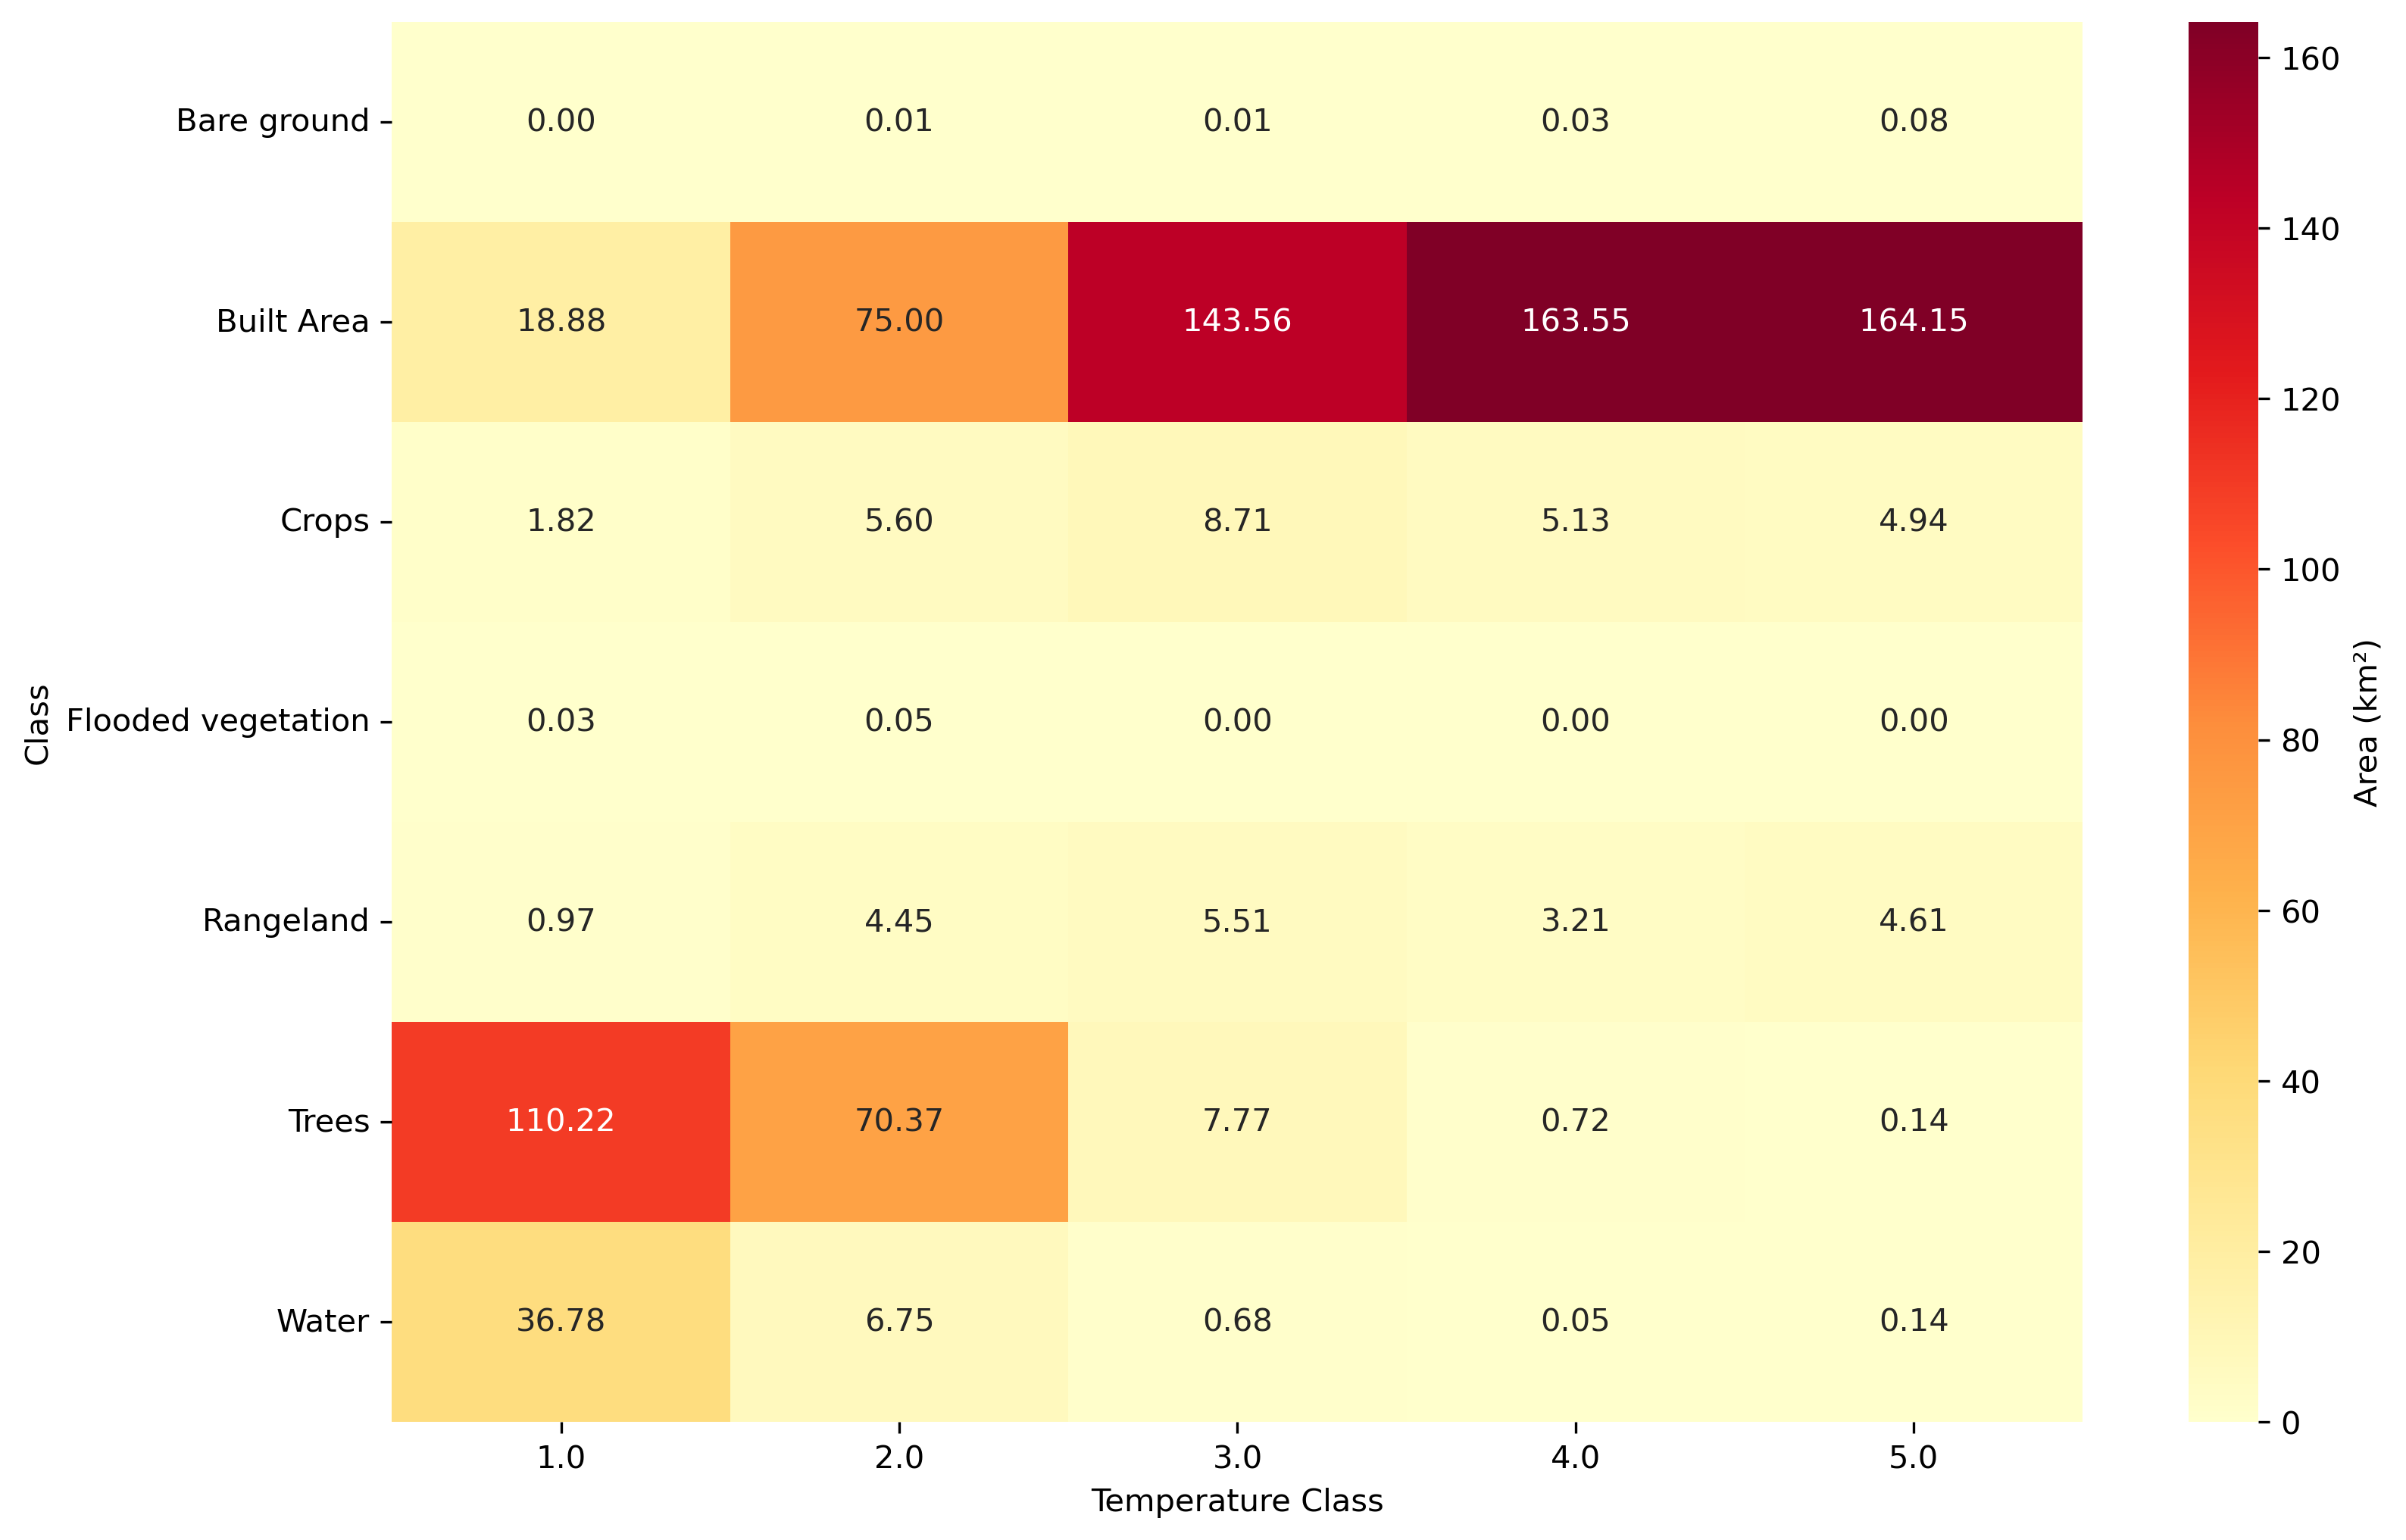 Bare ground 0.00 0.01 0.01 0.03 0.08
Built Area 18.88 75.00 143.56 163.55 164.15
Crops 1.82 5.60 8.71 5.13 4.94
Flooded vegetation 0.03 0.05 0.00 0.00 0.00
Rangeland 0.97 4.45 5.51 3.21 4.61
Trees 110.22 70.37 7.77 0.72 0.14
Water 36.78 6.75 0.68 0.05 0.14
1.0 2.0 3.0 4.0 5.0
Temperature Class
Class
160
140
120
100
80
60
40
20
0
Area (km²)